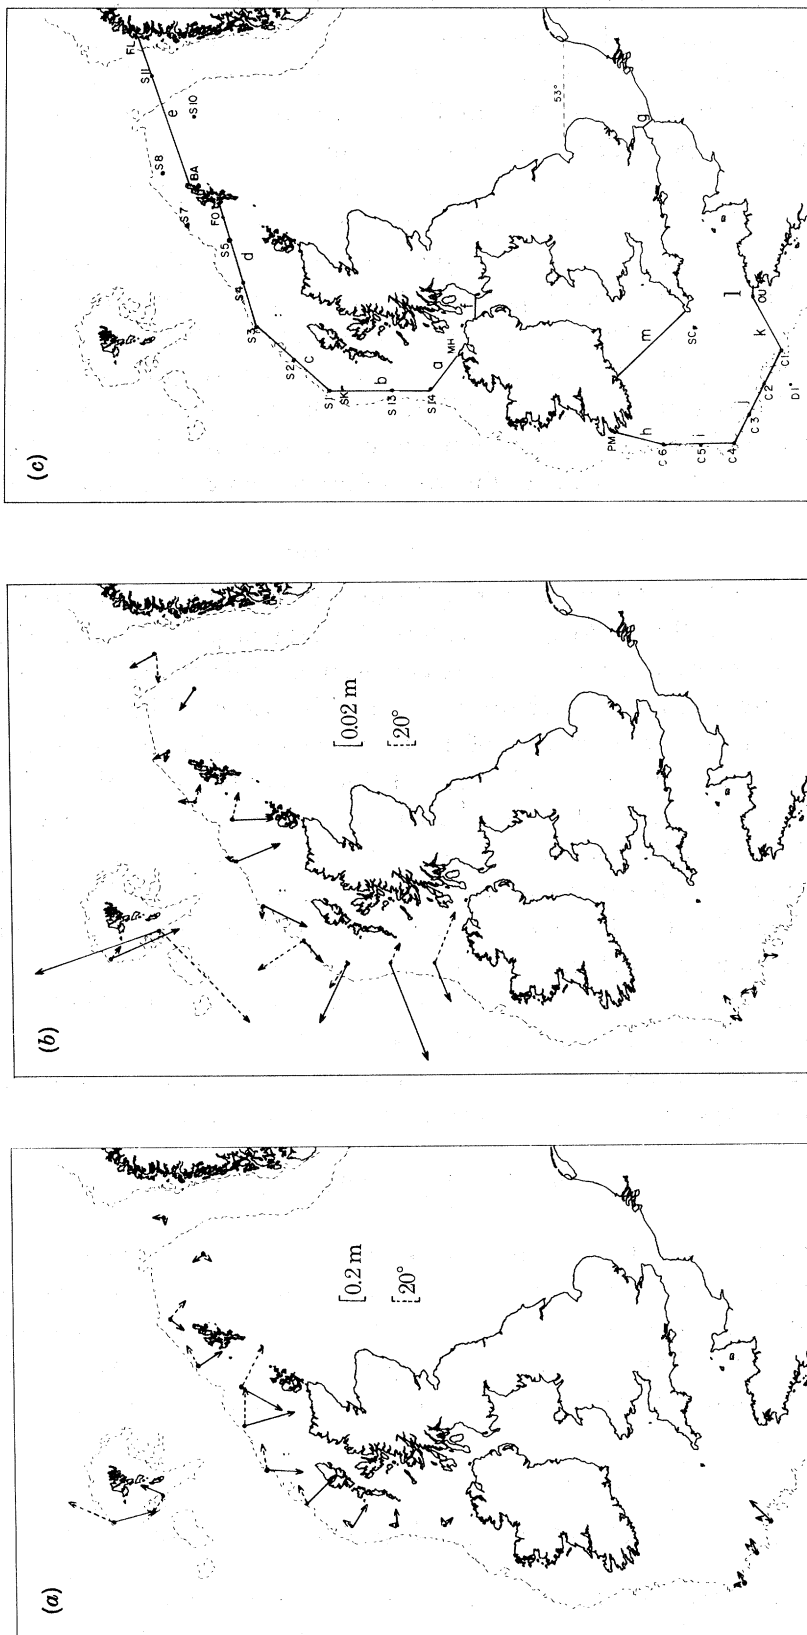 (c)
FL
S11
e
S10
S8
BA
S7
FO
S5
d
S4
S3
S2
c
S1
SK
b
S13
S14
a
MH
f
53°
g
PM
h
C6
i
C5
C4
j
C3
C2
C1
D1
k
l
OU
m
SC
(b)
0.02 m
20°
(a)
0.2 m
20°